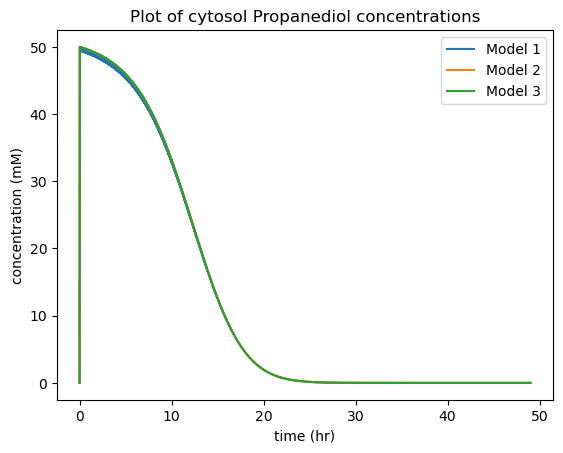 Plot of cytosol Propanediol concentrations
Model 1
Model 2
Model 3
concentration (mM)
50
40
30
20
10
0
0 10 20 30 40 50
time (hr)